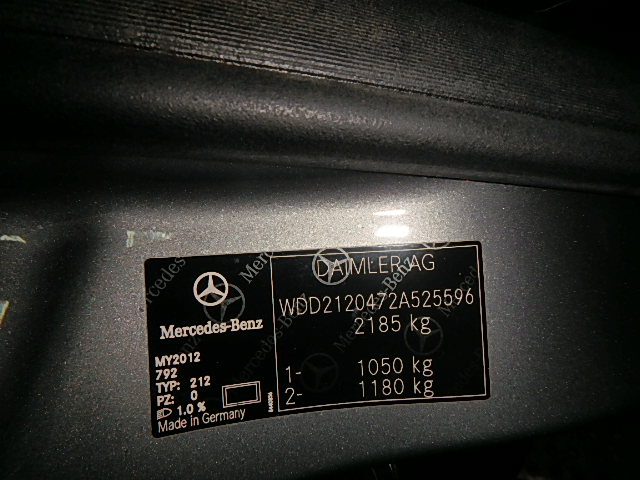 Mercedes-Benz
MY2012
792
TYP: 212
PZ: 0
1.0 %
Made in Germany
DAIMLER AG
WDD2120472A525596
2185 kg
1- 1050 kg
2- 1180 kg